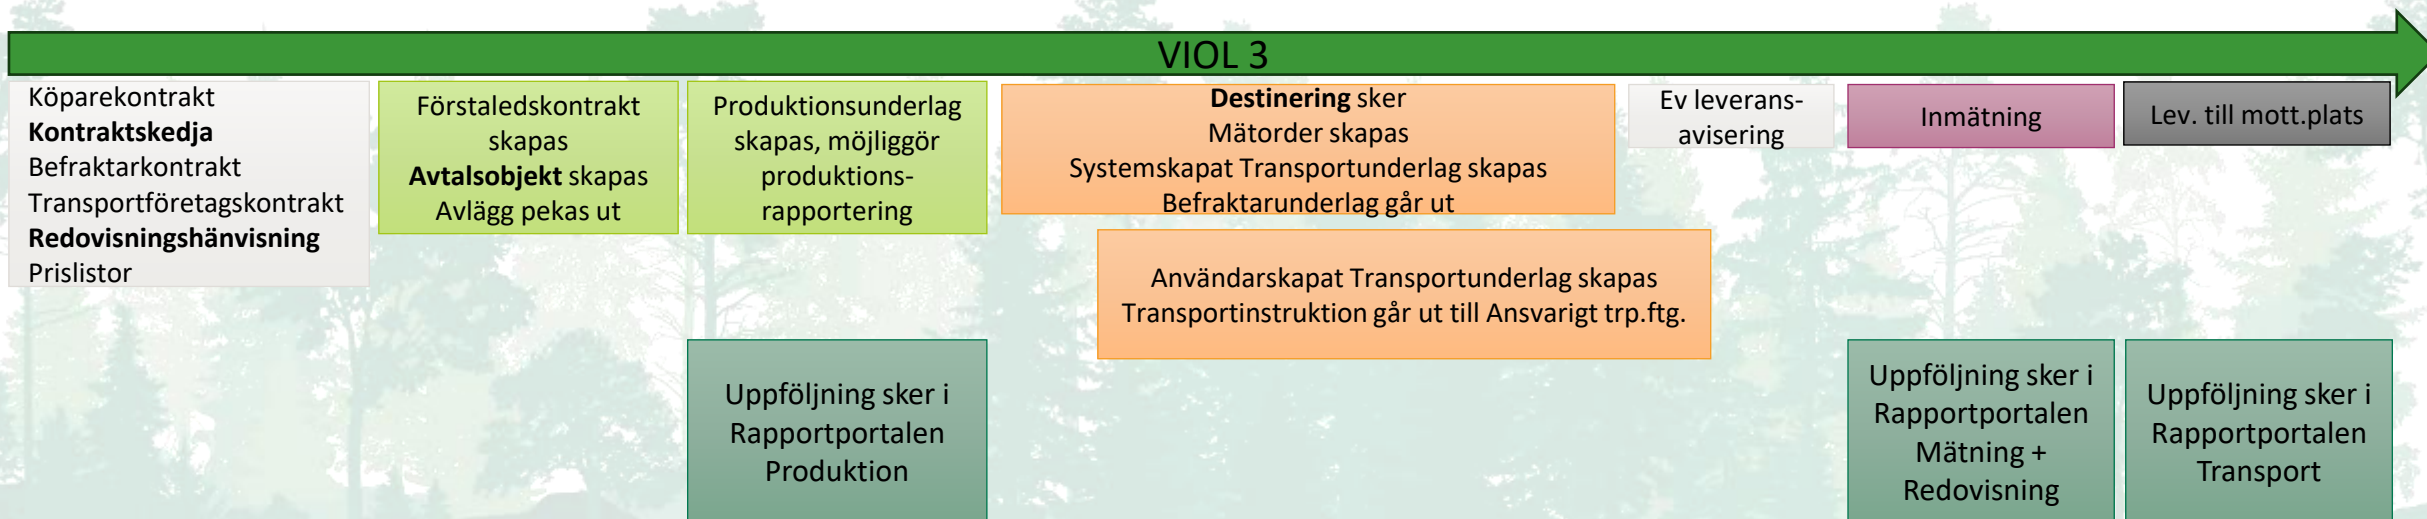 VIOL 3
Köparekontrakt
Kontraktskedja
Befraktarkontrakt
Transportföretagskontrakt
Redovisningshänvisning
Prislistor
Förstaledskontrakt
skapas
Avtalsobjekt skapas
Avlägg pekas ut
Produktionsunderlag
skapas, möjliggör
produktions-
rapportering
Destinering sker
Mätorder skapas
Systemskapat Transportunderlag skapas
Befraktarunderlag går ut
Användarskapat Transportunderlag skapas
Transportinstruktion går ut till Ansvarigt trp.ftg.
Ev leverans-
avisering
Inmätning
Lev. till mott.plats
Uppföljning sker i
Rapportportalen
Produktion
Uppföljning sker i
Rapportportalen
Mätning +
Redovisning
Uppföljning sker i
Rapportportalen
Transport